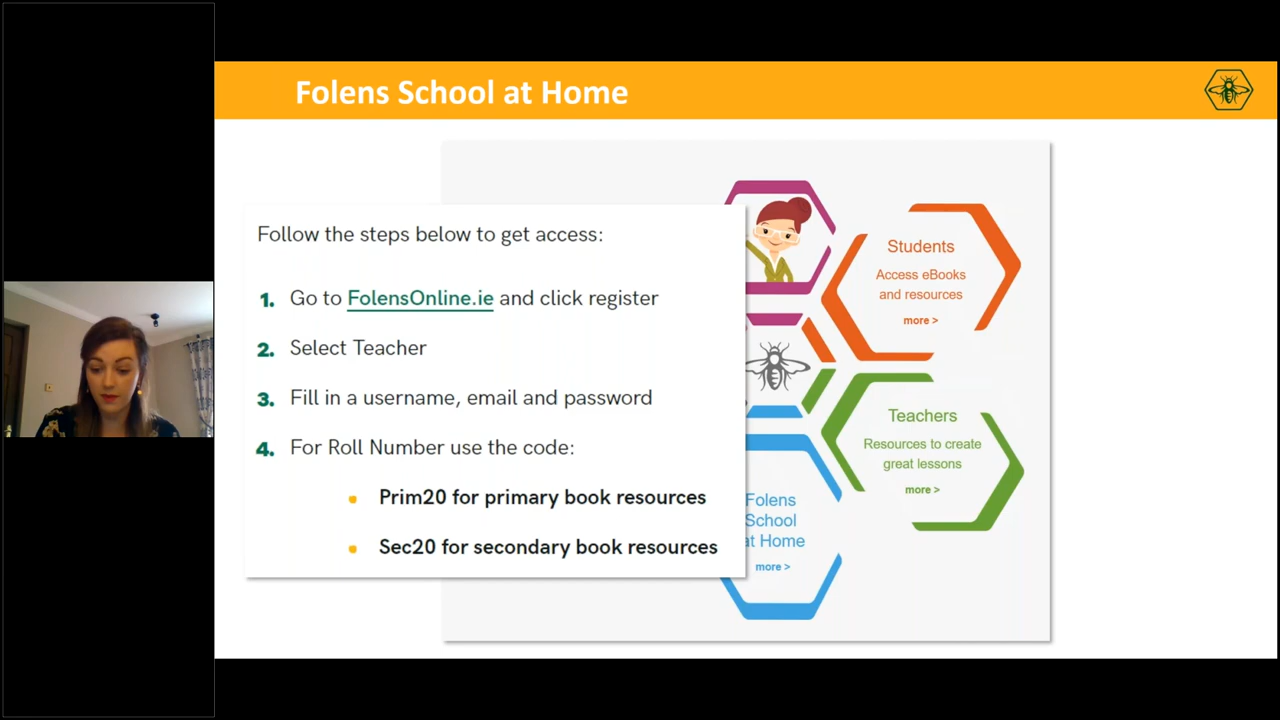 Folens School at Home
Follow the steps below to get access:
1. Go to FolensOnline.ie and click register
2. Select Teacher
3. Fill in a username, email and password
4. For Roll Number use the code:
Prim20 for primary book resources
Sec20 for secondary book resources
Students
Access eBooks
and resources
more >
Teachers
Resources to create
great lessons
more >
Folens
School
at Home
more >